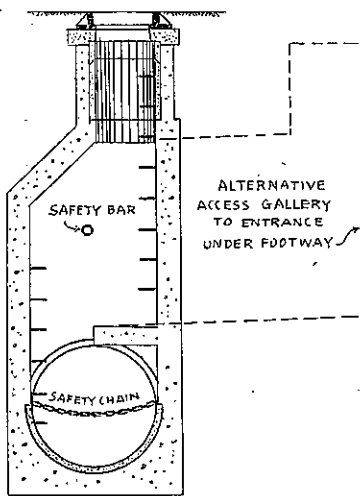 SAFETY BAR
ALTERNATIVE
ACCESS GALLERY
TO ENTRANCE
UNDER FOOTWAY
SAFETY CHAIN